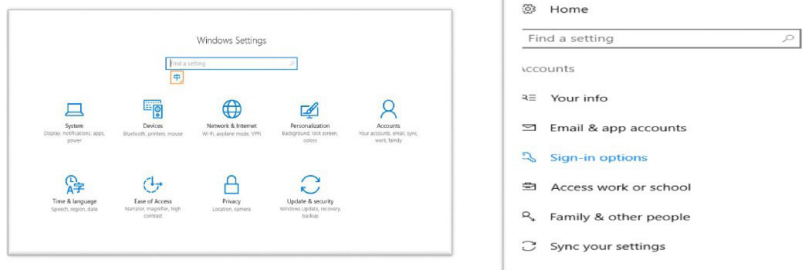 Windows Settings
Find a setting
中
System
Display, notifications, apps,
power
Devices
Bluetooth, printers, mouse
Network & Internet
Wi-Fi, airplane mode, VPN
Personalization
Background, lock screen,
colors
Accounts
Your accounts, email, sync,
work, family
Time & language
Speech, region, date
Ease of Access
Narrator, magnifier, high
contrast
Privacy
Location, camera
Update & security
Windows Update, recovery,
backup
Home
Find a setting
Accounts
Your info
Email & app accounts
Sign-in options
Access work or school
Family & other people
Sync your settings